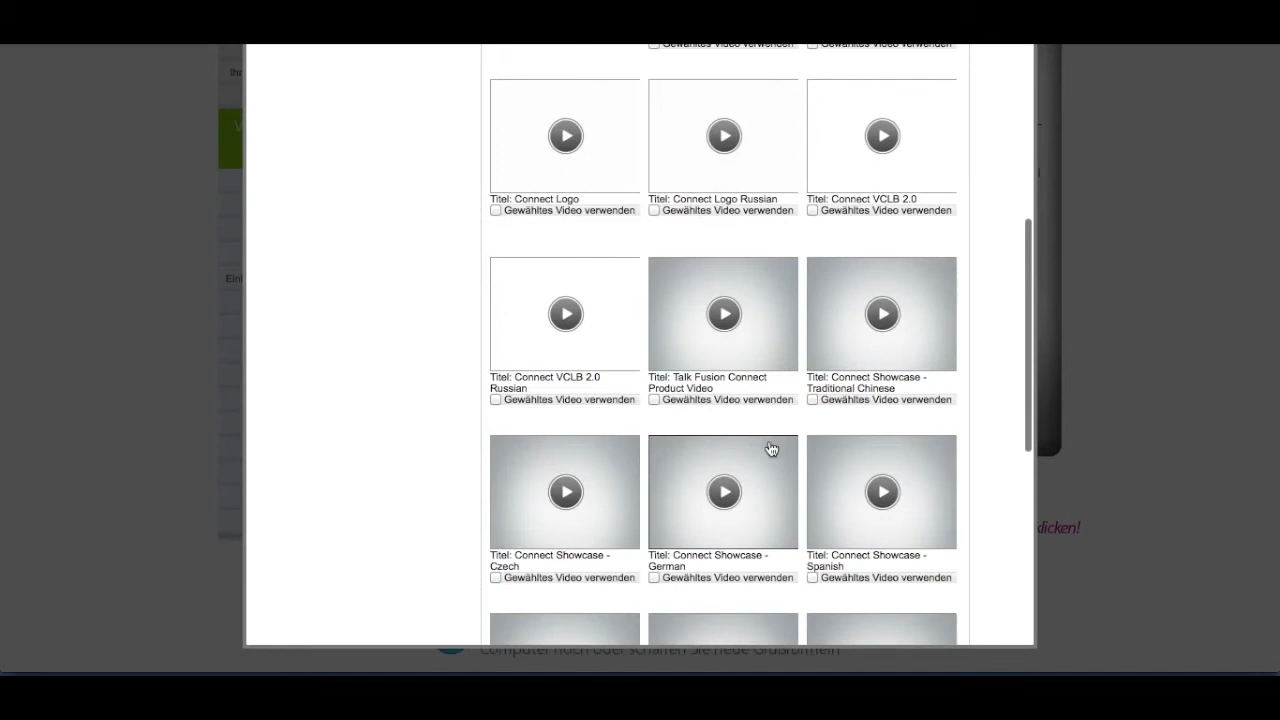 Gewähltes Video verwenden Gewähltes Video verwenden
Ihr
Titel: Connect Logo
Gewähltes Video verwenden
Titel: Connect Logo Russian
Gewähltes Video verwenden
Titel: Connect VCLB 2.0
Gewähltes Video verwenden
Titel: Connect VCLB 2.0
Russian
Gewähltes Video verwenden
Titel: Talk Fusion Connect
Product Video
Gewähltes Video verwenden
Titel: Connect Showcase -
Traditional Chinese
Gewähltes Video verwenden
Titel: Connect Showcase -
Czech
Gewähltes Video verwenden
Titel: Connect Showcase -
German
Gewähltes Video verwenden
Titel: Connect Showcase -
Spanish
Gewähltes Video verwenden
klicken!